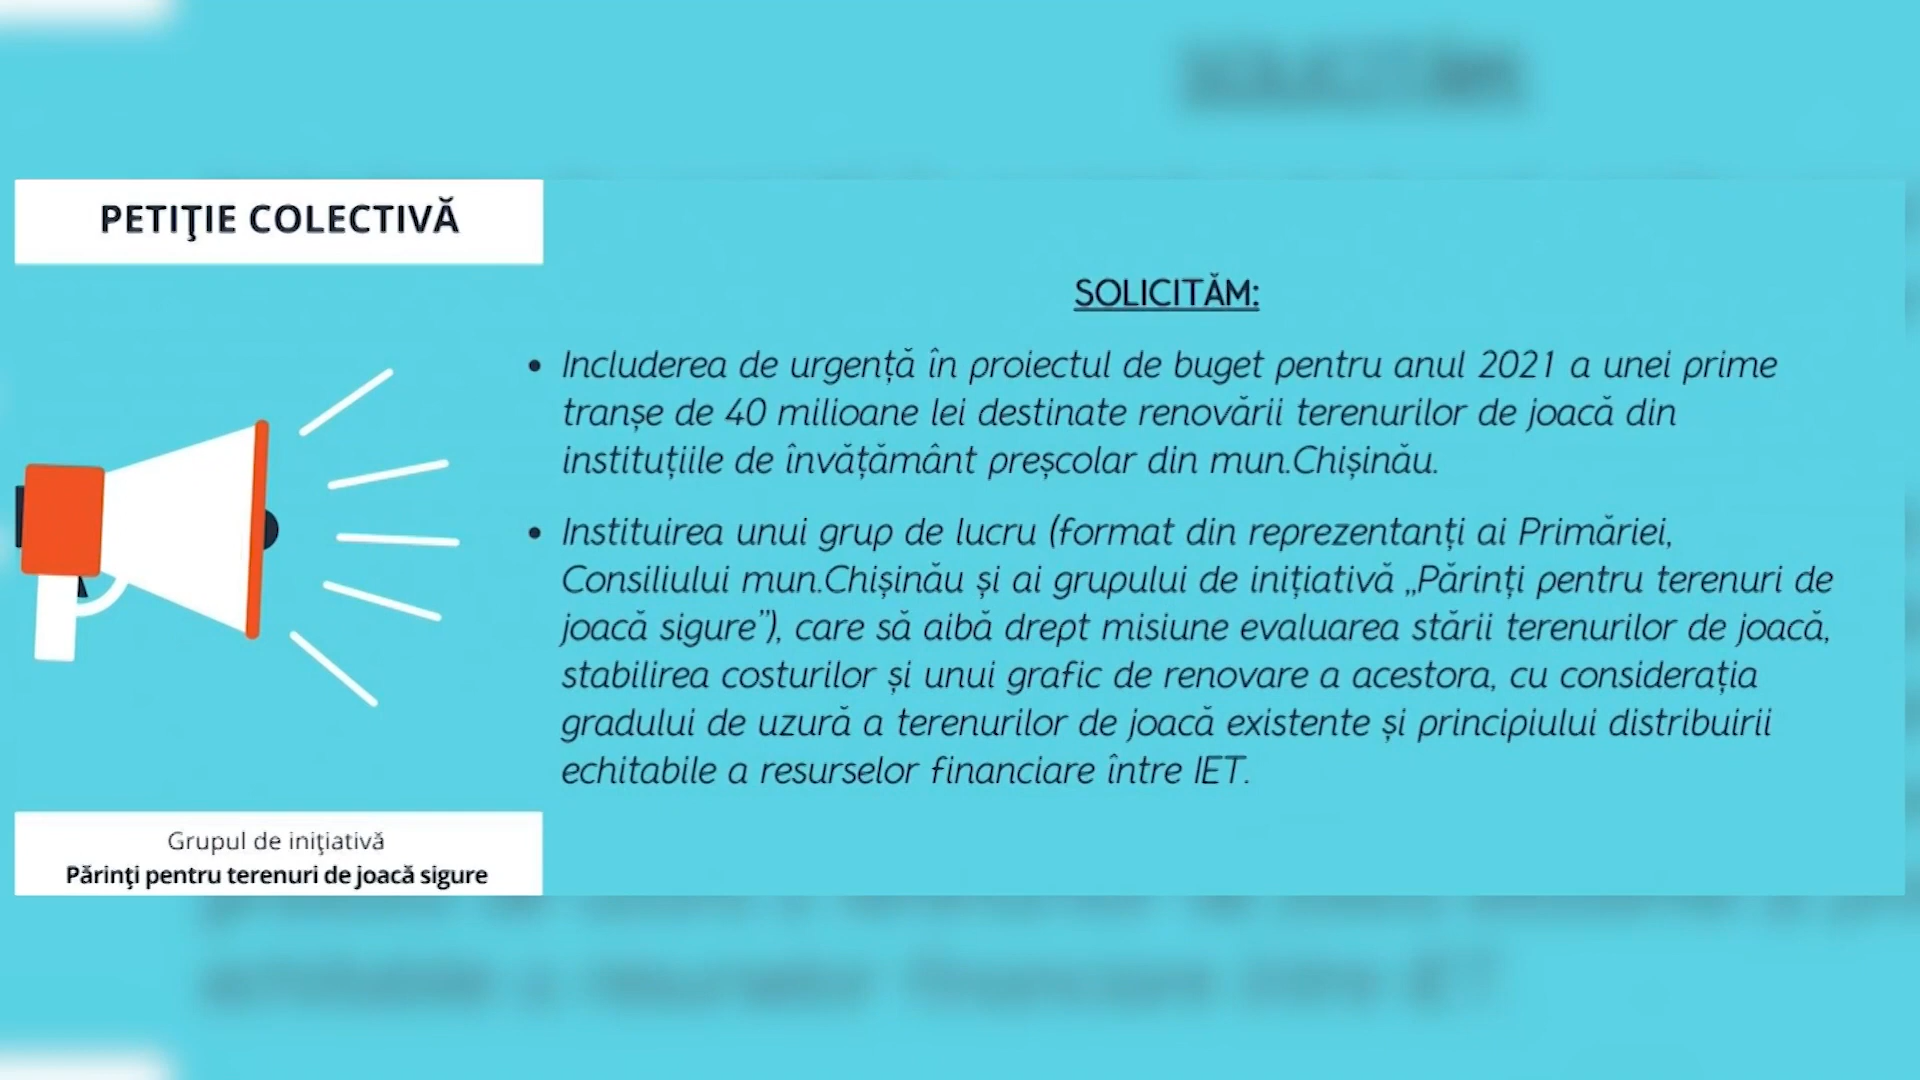 PETIŢIE COLECTIVĂ
SOLICITĂM:
• Includerea de urgență în proiectul de buget pentru anul 2021 a unei prime
tranșe de 40 milioane lei destinate renovării terenurilor de joacă din
instituțiile de învățământ preșcolar din mun.Chișinău.
• Instituirea unui grup de lucru (format din reprezentanți ai Primăriei,
Consiliului mun.Chișinău și ai grupului de inițiativă „Părinți pentru terenuri de
joacă sigure”), care să aibă drept misiune evaluarea stării terenurilor de joacă,
stabilirea costurilor și unui grafic de renovare a acestora, cu considerația
gradului de uzură a terenurilor de joacă existente și principiului distribuirii
echitabile a resurselor financiare între IET.
Grupul de iniţiativă
Părinţi pentru terenuri de joacă sigure